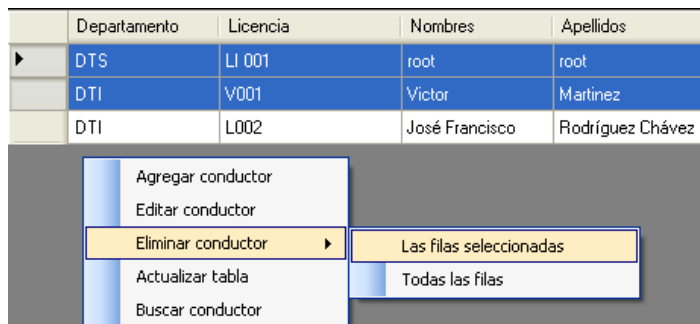 Departamento Licencia Nombres Apellidos
DTS LI 001 root root
DTI V001 Victor Martinez
DTI L002 José Francisco Rodríguez Chávez
Agregar conductor
Editar conductor
Eliminar conductor Las filas seleccionadas
Actualizar tabla Todas las filas
Buscar conductor